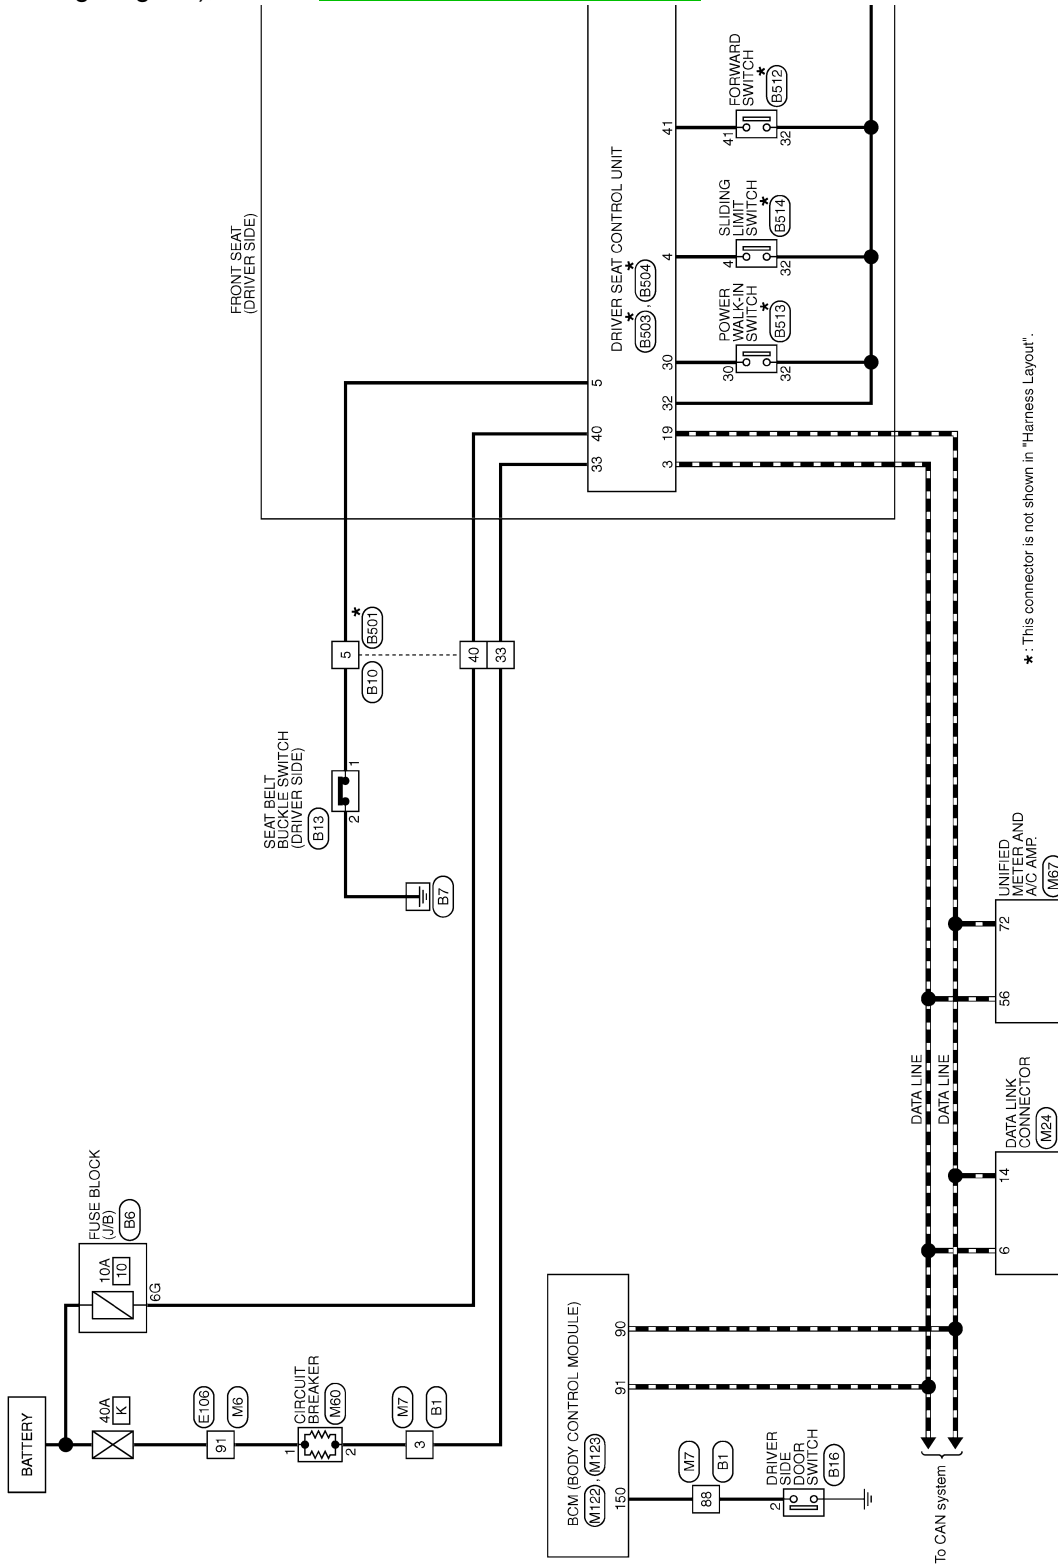 BATTERY
40A
K
FUSE BLOCK
(J/B)
B6
10A
10
6G
91
E106
M6
CIRCUIT
BREAKER
M60
1
2
3
M7
B1
SEAT BELT
BUCKLE SWITCH
(DRIVER SIDE)
B13
2
1
B7
5
* B501
B10
40
33
FRONT SEAT
(DRIVER SIDE)
33
40
5
DRIVER SEAT CONTROL UNIT
* *
B503 , B504
3
19
32
30
4
41
POWER
WALK-IN
SWITCH
*
B513
30
32
SLIDING
LIMIT
SWITCH
*
B514
4
32
FORWARD
SWITCH
*
B512
41
32
BCM (BODY CONTROL MODULE)
M122 , M123
150
91
90
88
M7
B1
DRIVER
SIDE
DOOR
SWITCH
B16
2
To CAN system
DATA LINE
DATA LINE
DATA LINK
CONNECTOR
M24
6
14
UNIFIED
METER AND
A/C AMP.
M67
56
72
* : This connector is not shown in "Harness Layout".